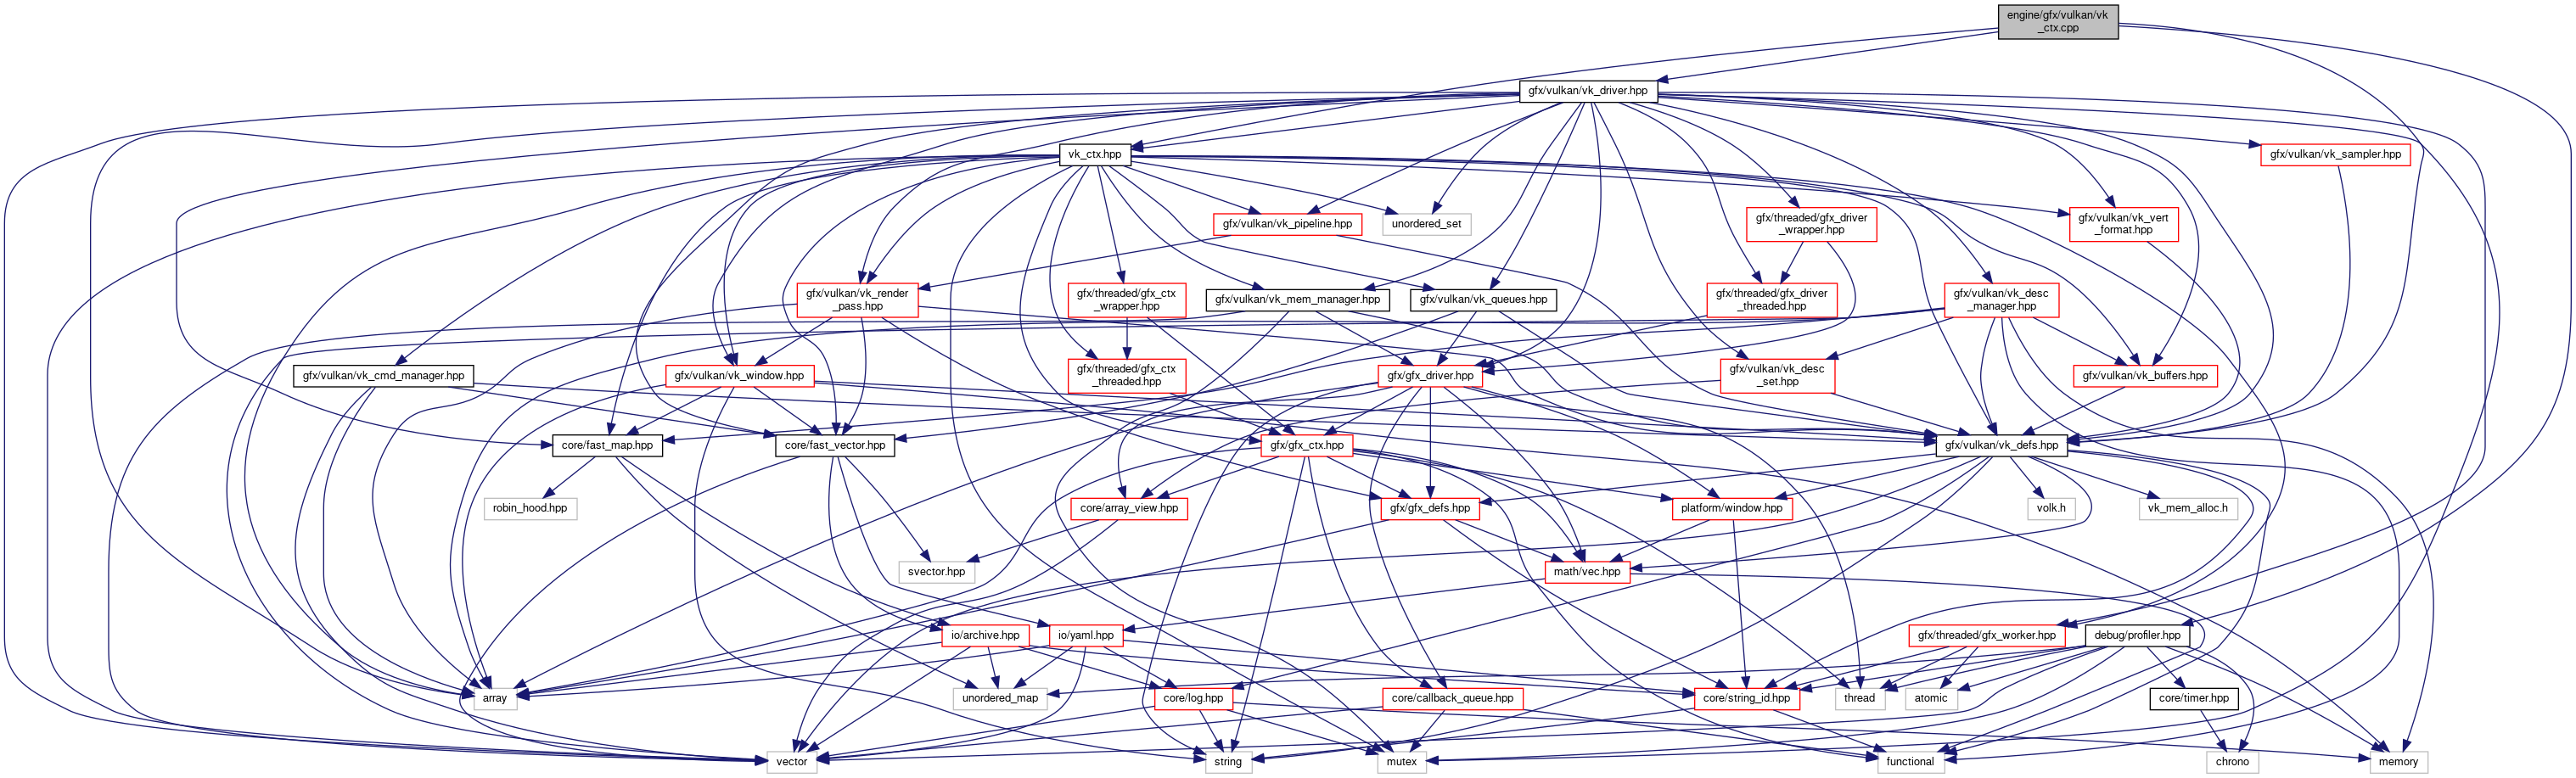 engine/gfx/vulkan/vk
_ctx.cpp
gfx/vulkan/vk_driver.hpp
vk_ctx.hpp
gfx/vulkan/vk_sampler.hpp
gfx/vulkan/vk_pipeline.hpp
unordered_set
gfx/threaded/gfx_driver
_wrapper.hpp
gfx/vulkan/vk_vert
_format.hpp
gfx/vulkan/vk_render
_pass.hpp
gfx/threaded/gfx_ctx
_wrapper.hpp
gfx/vulkan/vk_mem_manager.hpp
gfx/vulkan/vk_queues.hpp
gfx/threaded/gfx_driver
_threaded.hpp
gfx/vulkan/vk_desc
_manager.hpp
gfx/vulkan/vk_cmd_manager.hpp
gfx/vulkan/vk_window.hpp
gfx/threaded/gfx_ctx
_threaded.hpp
gfx/gfx_driver.hpp
gfx/vulkan/vk_desc
_set.hpp
gfx/vulkan/vk_buffers.hpp
core/fast_map.hpp
core/fast_vector.hpp
gfx/gfx_ctx.hpp
gfx/vulkan/vk_defs.hpp
robin_hood.hpp
core/array_view.hpp
gfx/gfx_defs.hpp
platform/window.hpp
volk.h
vk_mem_alloc.h
svector.hpp
math/vec.hpp
io/archive.hpp
io/yaml.hpp
gfx/threaded/gfx_worker.hpp
debug/profiler.hpp
array
unordered_map
core/log.hpp
core/callback_queue.hpp
core/string_id.hpp
thread
atomic
core/timer.hpp
vector
string
mutex
functional
chrono
memory